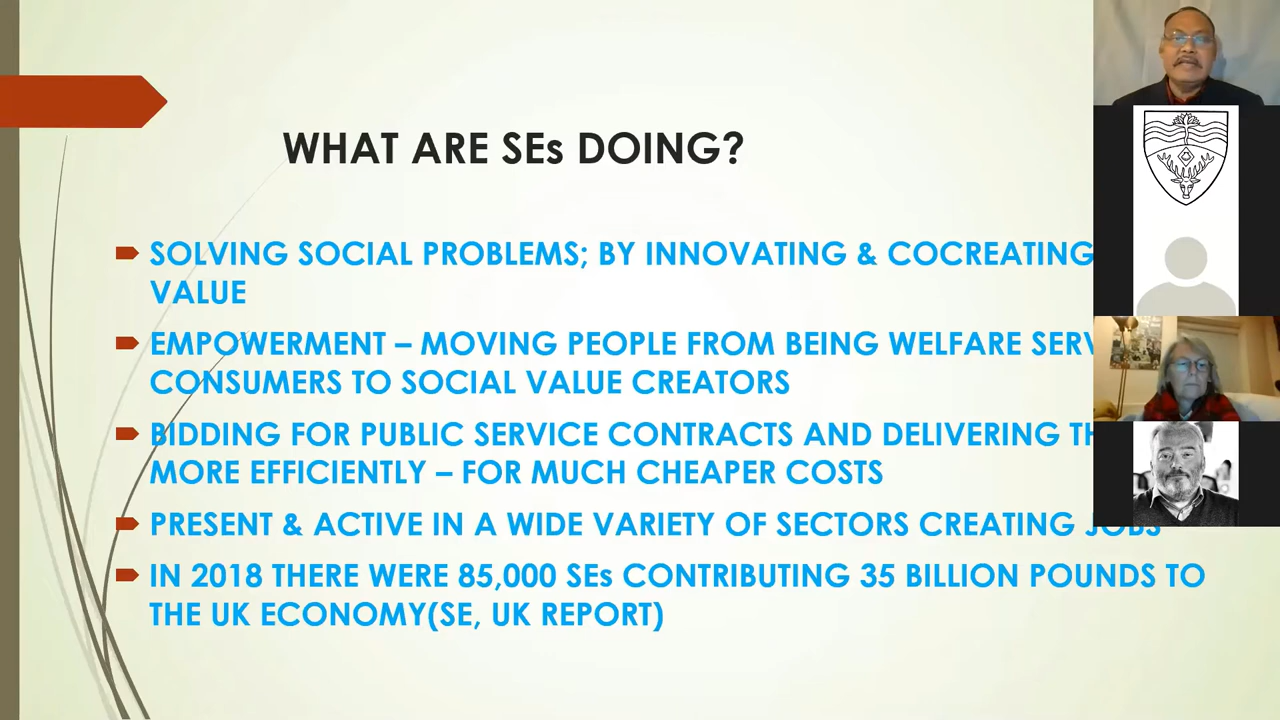 WHAT ARE SEs DOING?
SOLVING SOCIAL PROBLEMS; BY INNOVATING & COCREATING
VALUE
EMPOWERMENT – MOVING PEOPLE FROM BEING WELFARE
CONSUMERS TO SOCIAL VALUE CREATORS
BIDDING FOR PUBLIC SERVICE CONTRACTS AND DELIVERING
MORE EFFICIENTLY – FOR MUCH CHEAPER COSTS
PRESENT & ACTIVE IN A WIDE VARIETY OF SECTORS CREATING JOBS
IN 2018 THERE WERE 85,000 SEs CONTRIBUTING 35 BILLION POUNDS TO
THE UK ECONOMY(SE, UK REPORT)